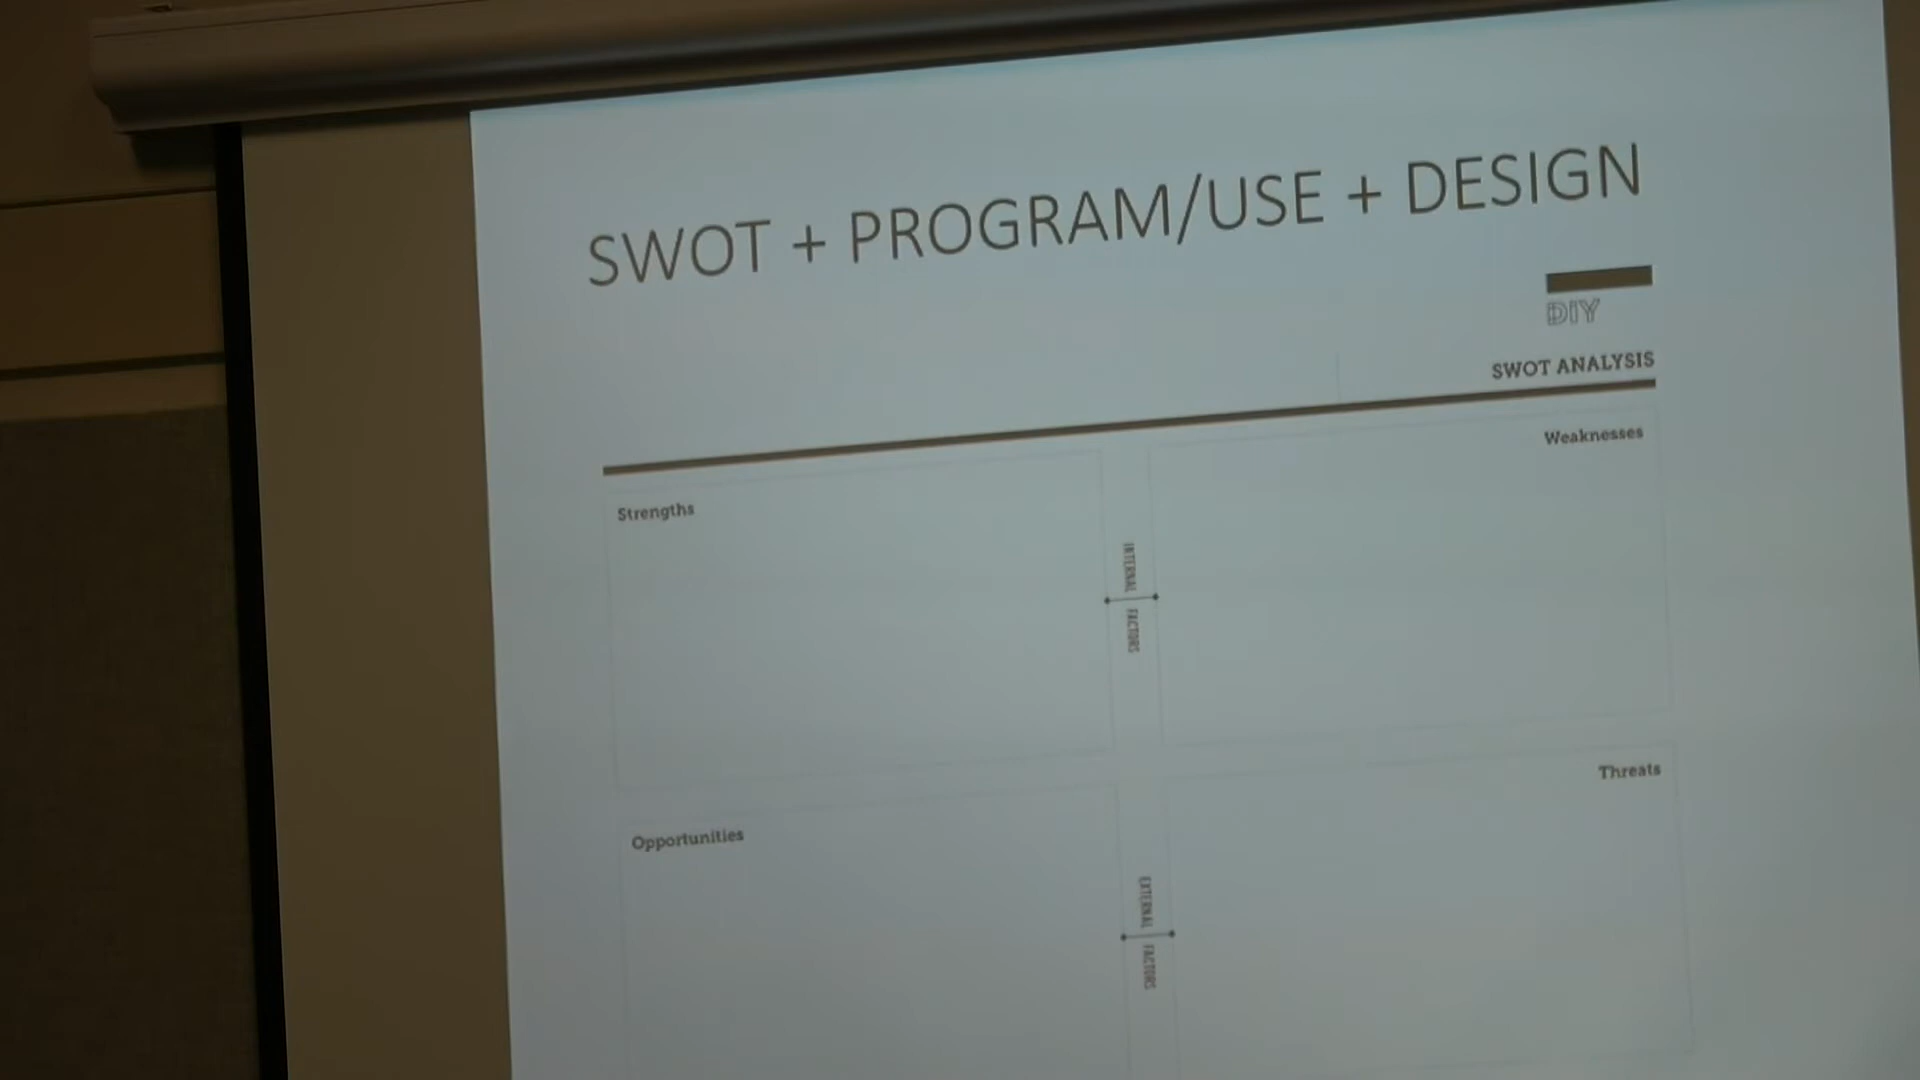 SWOT + PROGRAM/USE + DESIGN
DIY
SWOT ANALYSIS
Strengths
Weaknesses
INTERNAL FACTORS
Opportunities
Threats
EXTERNAL FACTORS